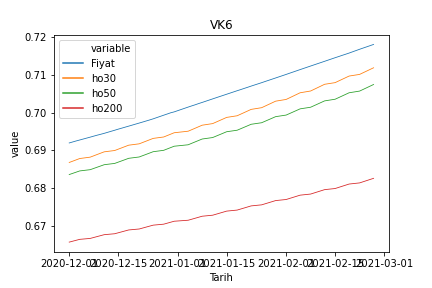 VK6
0.72
0.71
0.70
0.69
0.68
0.67
value
variable
Fiyat
ho30
ho50
ho200
2020-12-01
2020-12-15
2021-01-01
2021-01-15
2021-02-01
2021-02-15
2021-03-01
Tarih